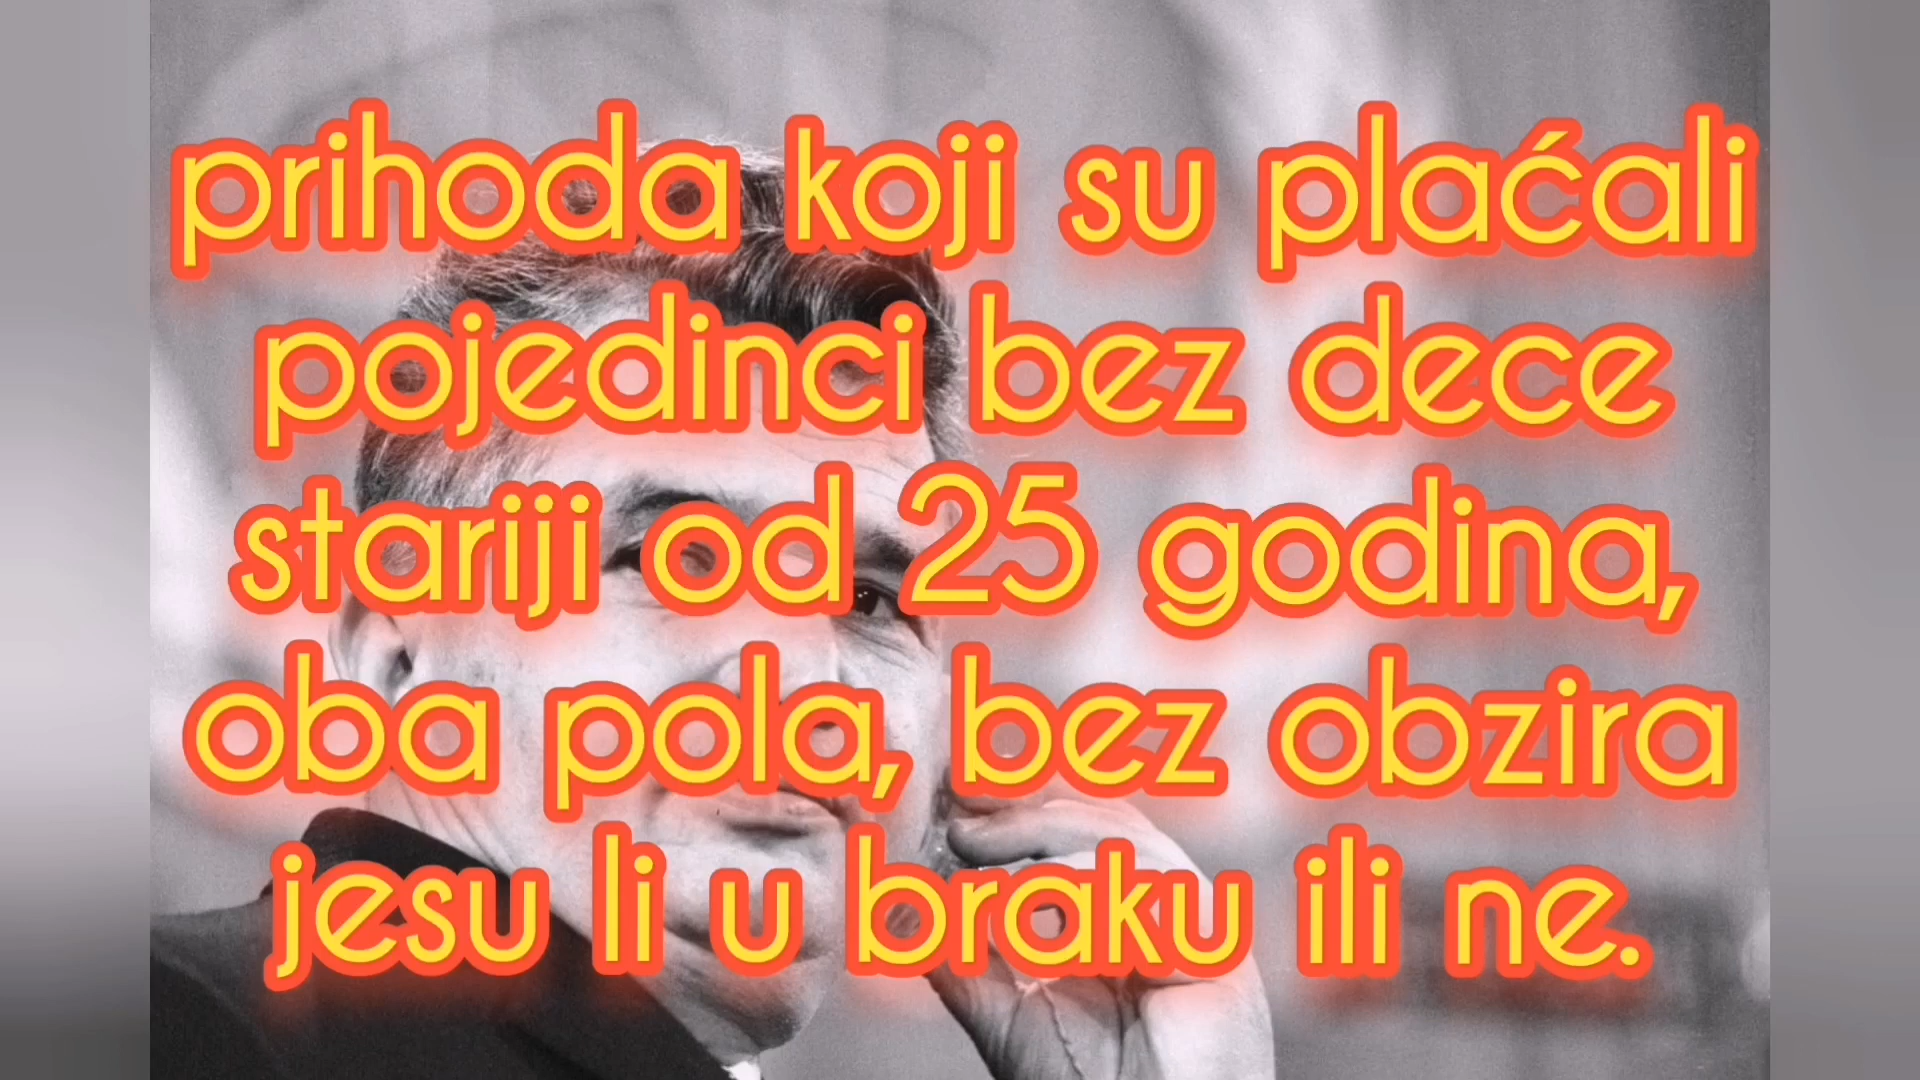 prihoda koji su plaćali
pojedinci bez dece
stariji od 25 godina,
oba pola, bez obzira
jesu li u braku ili ne.